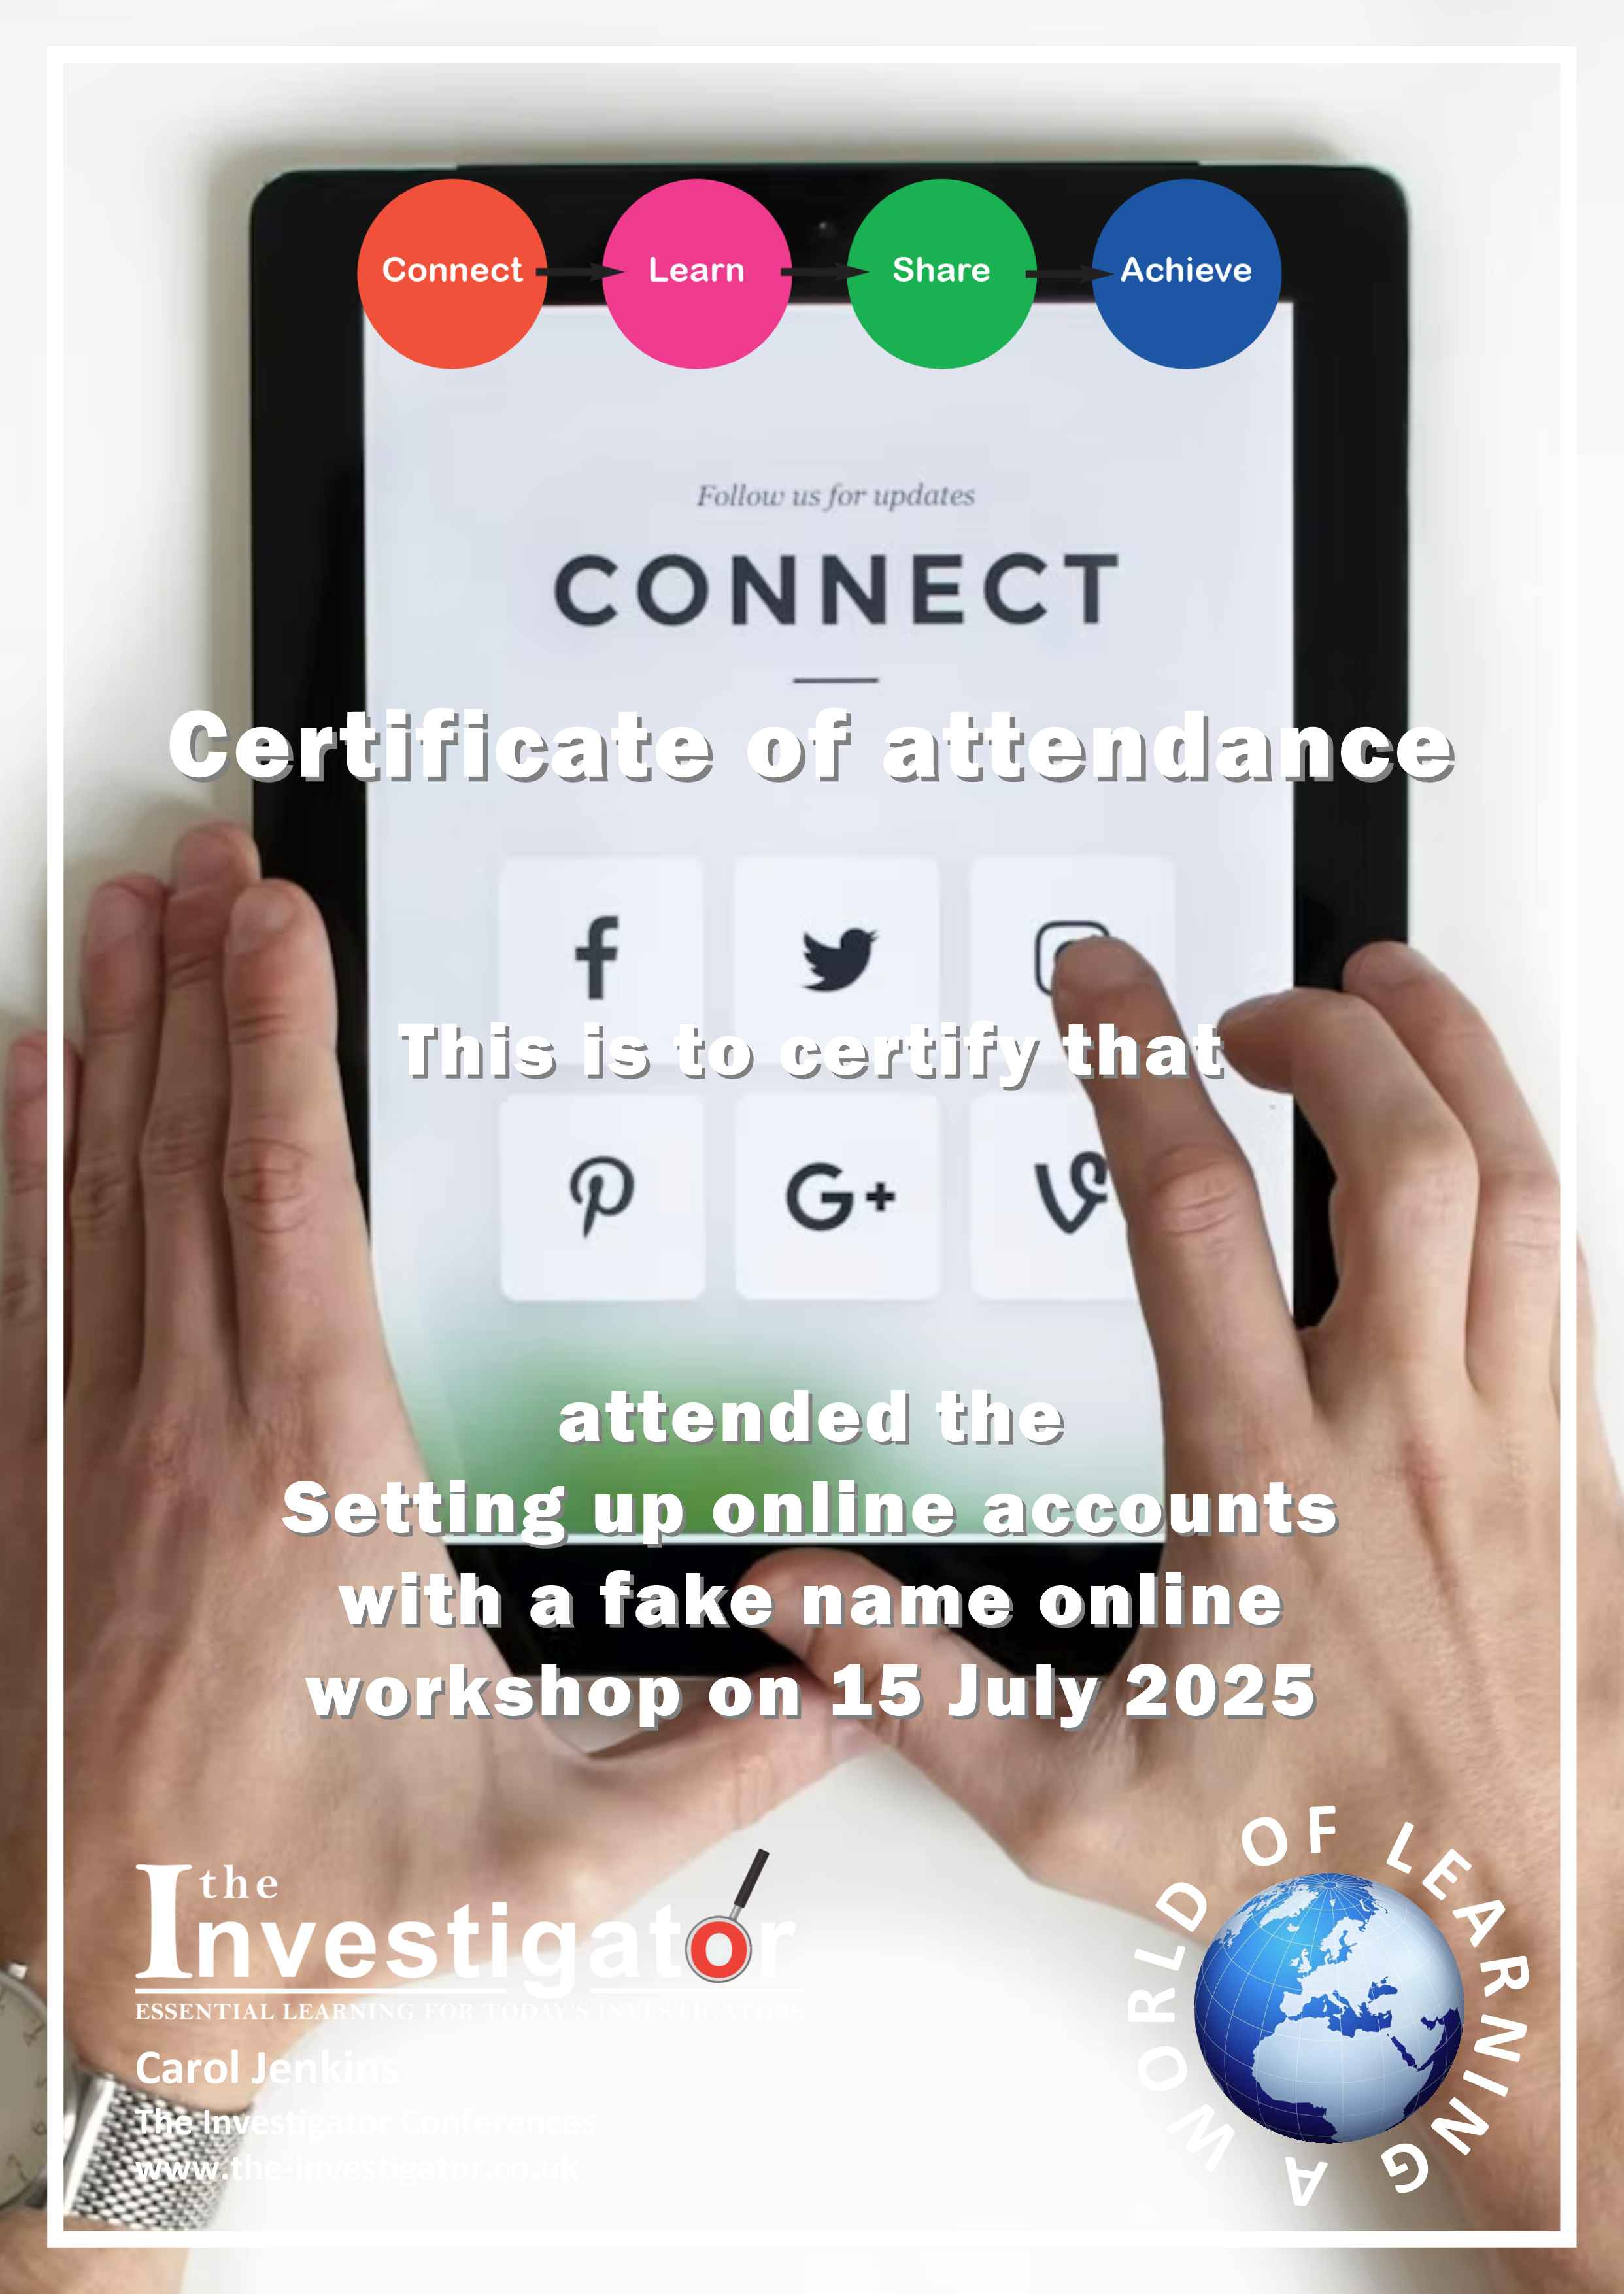 Connect Learn Share Achieve
Follow us for updates
CONNECT
Certificate of attendance
f
This is to certify that
G+
attended the
Setting up online accounts
with a fake name online
workshop on 15 July 2025
the
Investigator
ESSENTIAL LEARNING FOR TODAY'S INVESTIGATORS
Carol Jenkins
The Investigator Conferences
www.the-investigator.co.uk
A WORLD OF LEARNING